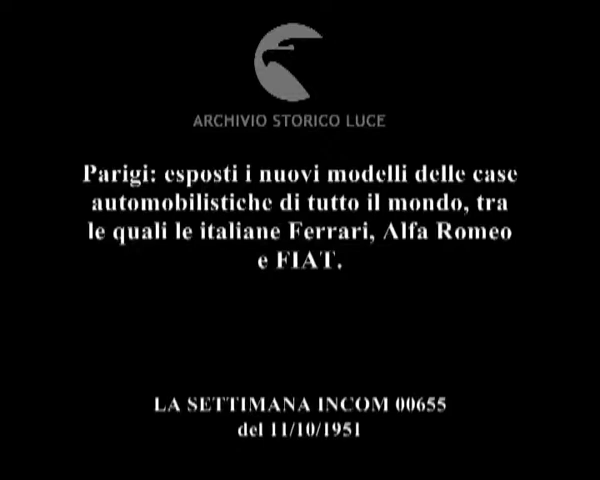 ARCHIVIO STORICO LUCE
Parigi: esposti i nuovi modelli delle case
automobilistiche di tutto il mondo, tra
le quali le italiane Ferrari, Alfa Romeo
e FIAT.
LA SETTIMANA INCOM 00655
del 11/10/1951